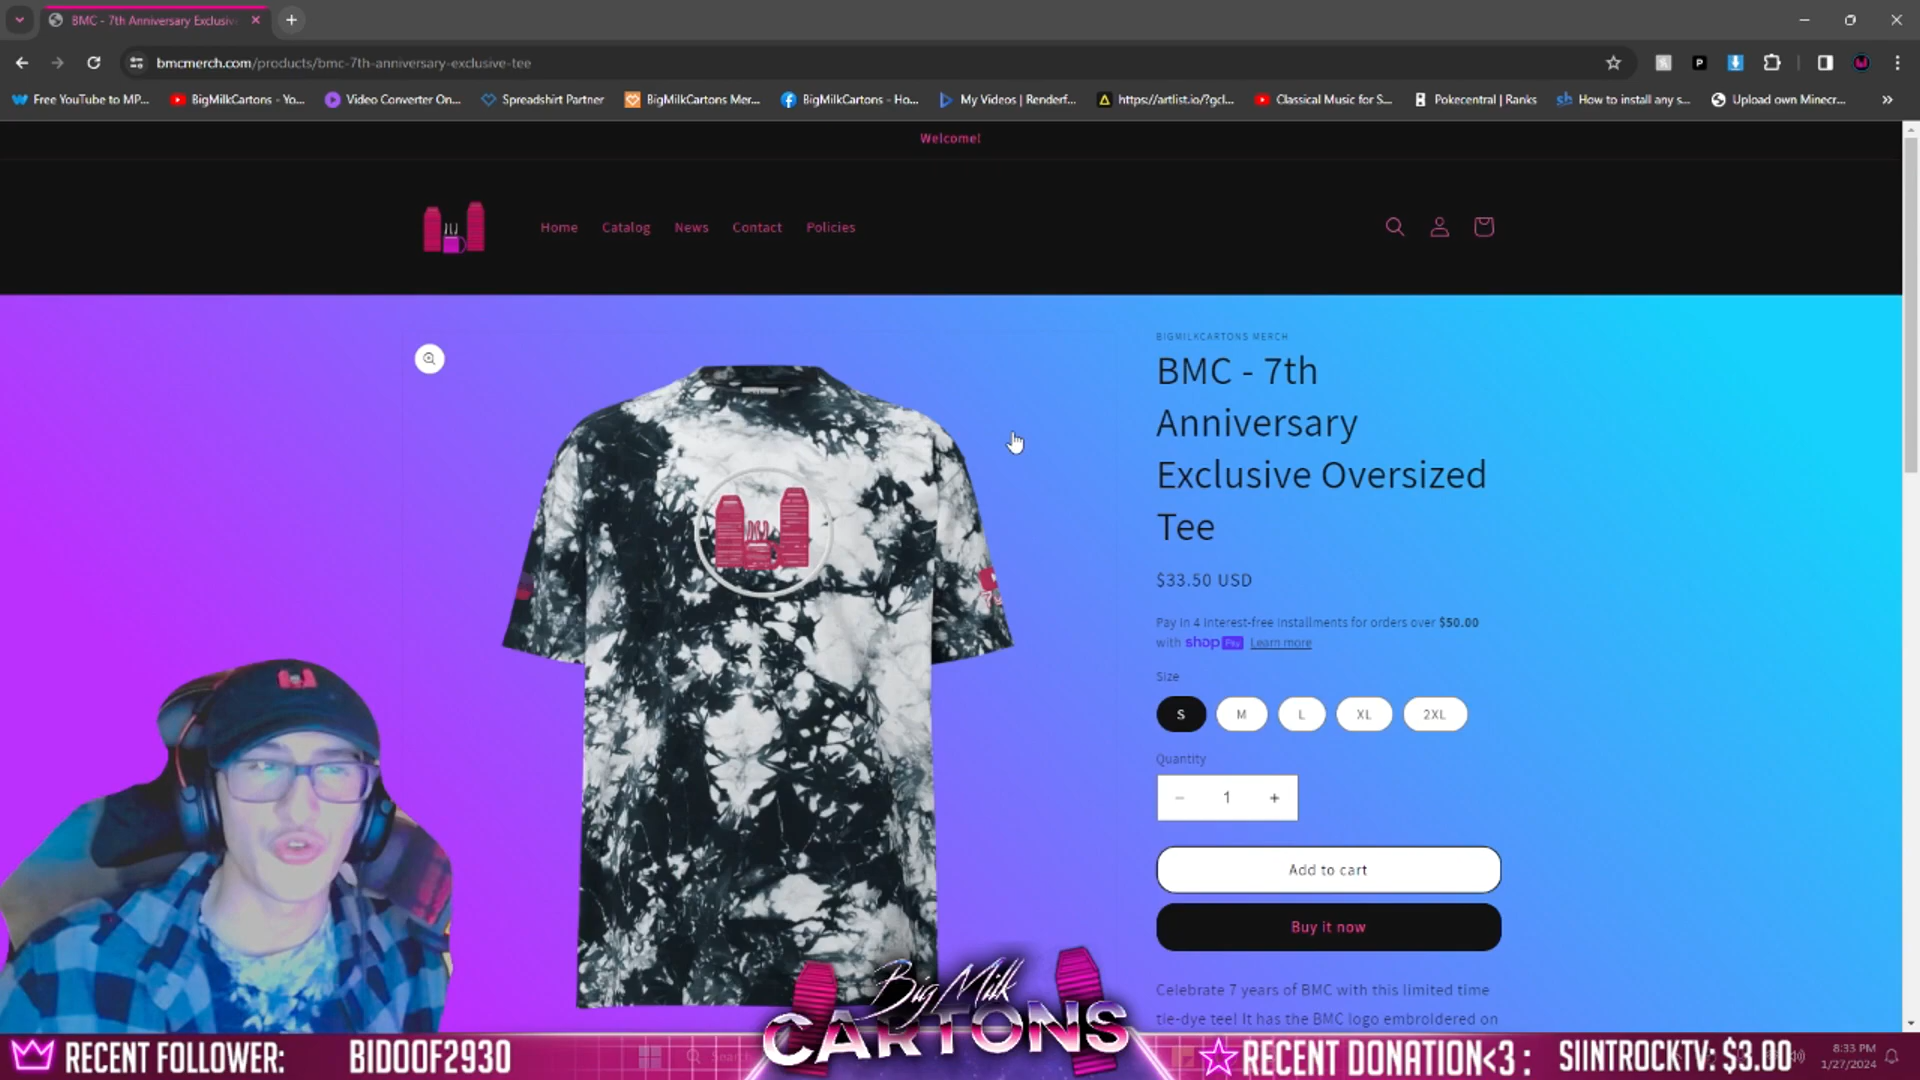 BMC - 7th Anniversary Exclusiv
bmcmerch.com/products/bmc-7th-anniversary-exclusive-tee
Free YouTube to MP...
BigMilkCartons - Yo...
Video Converter On...
Spreadshirt Partner
BigMilkCartons Mer...
BigMilkCartons - Ho...
My Videos | Renderf...
https://artlist.io/?gcl...
Classical Music for S...
Pokecentral | Ranks
How to install any s...
Upload own Minecr...
Welcome!
Home
Catalog
News
Contact
Policies
BIGMILKCARTONS MERCH
BMC - 7th
Anniversary
Exclusive Oversized
Tee
$33.50 USD
Pay in 4 interest-free installments for orders over $50.00
with shop Pay Learn more
Size
S
M
L
XL
2XL
Quantity
1
Add to cart
Buy it now
Celebrate 7 years of BMC with this limited time
tie-dye tee! It has the BMC logo embroidered on
Big Milk
CARTONS
RECENT FOLLOWER: BIDOOF2930
Search
RECENT DONATION<3 : SIINTROCKTV: $3.00
8:33 PM
1/27/2024